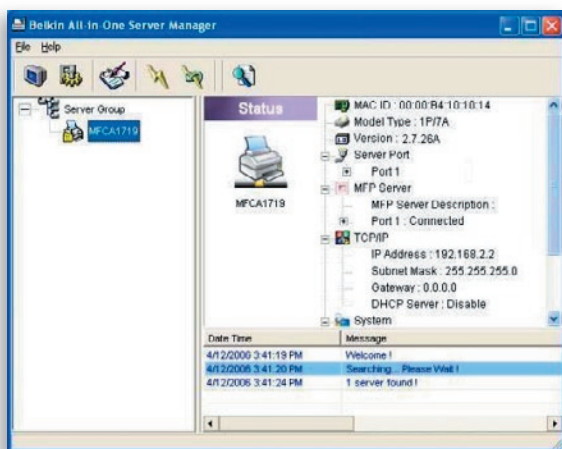 Belkin All-in-One Server Manager
File Help
Server Group
MFCA1719
Status
MFCA1719
MAC ID : 00:00:B4:10:10:14
Model Type : 1P/7A
Version : 2.7.26A
Server Port
Port 1
MFP Server
MFP Server Description :
Port 1 : Connected
TCP/IP
IP Address : 192.168.2.2
Subnet Mask : 255.255.255.0
Gateway : 0.0.0.0
DHCP Server : Disable
System
Date Time Message
4/12/2006 3:41:19 PM Welcome !
4/12/2006 3:41:20 PM Searching... Please Wait !
4/12/2006 3:41:24 PM 1 server found !